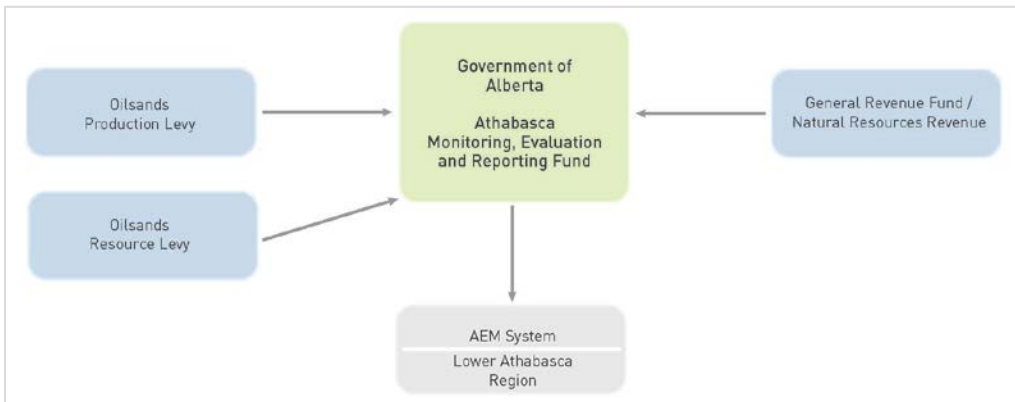 Oilsands
Production Levy
Oilsands
Resource Levy
Government of
Alberta
Athabasca
Monitoring, Evaluation
and Reporting Fund
General Revenue Fund /
Natural Resources Revenue
AEM System
Lower Athabasca
Region